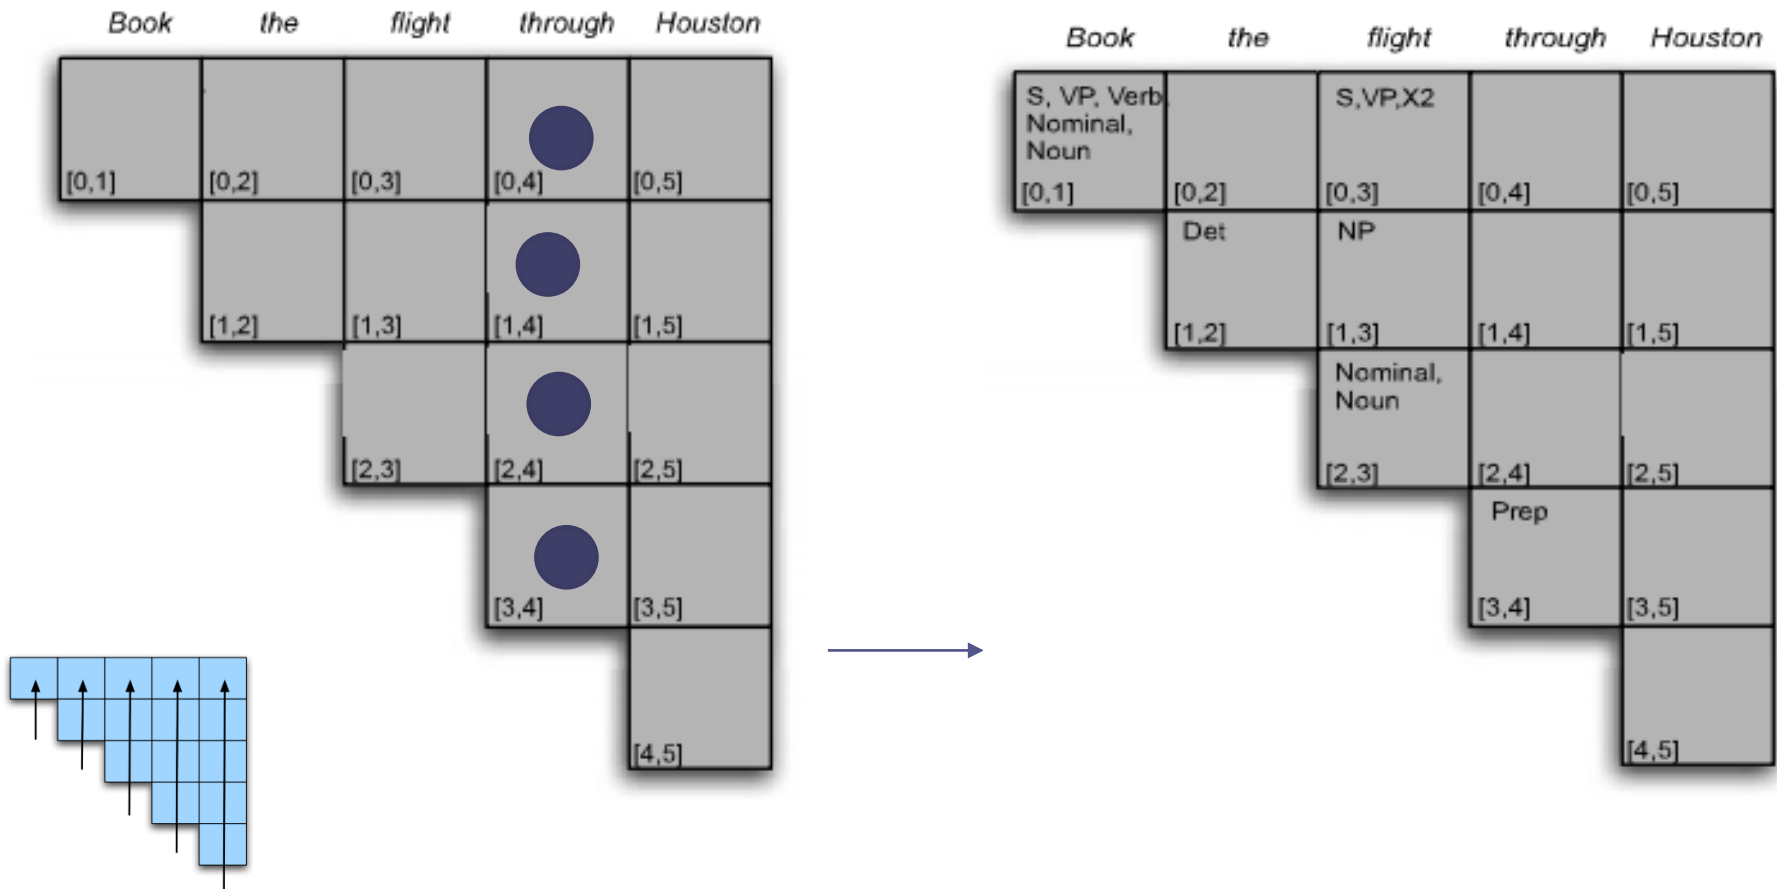 Book the flight through Houston
[0,1] [0,2] [0,3] [0,4] [0,5]
[1,2] [1,3] [1,4] [1,5]
[2,3] [2,4] [2,5]
[3,4] [3,5]
[4,5]
Book the flight through Houston
S, VP, Verb, S,VP,X2
Nominal,
Noun
[0,1] [0,2] [0,3] [0,4] [0,5]
Det NP
[1,2] [1,3] [1,4] [1,5]
Nominal,
Noun
[2,3] [2,4] [2,5]
Prep
[3,4] [3,5]
[4,5]